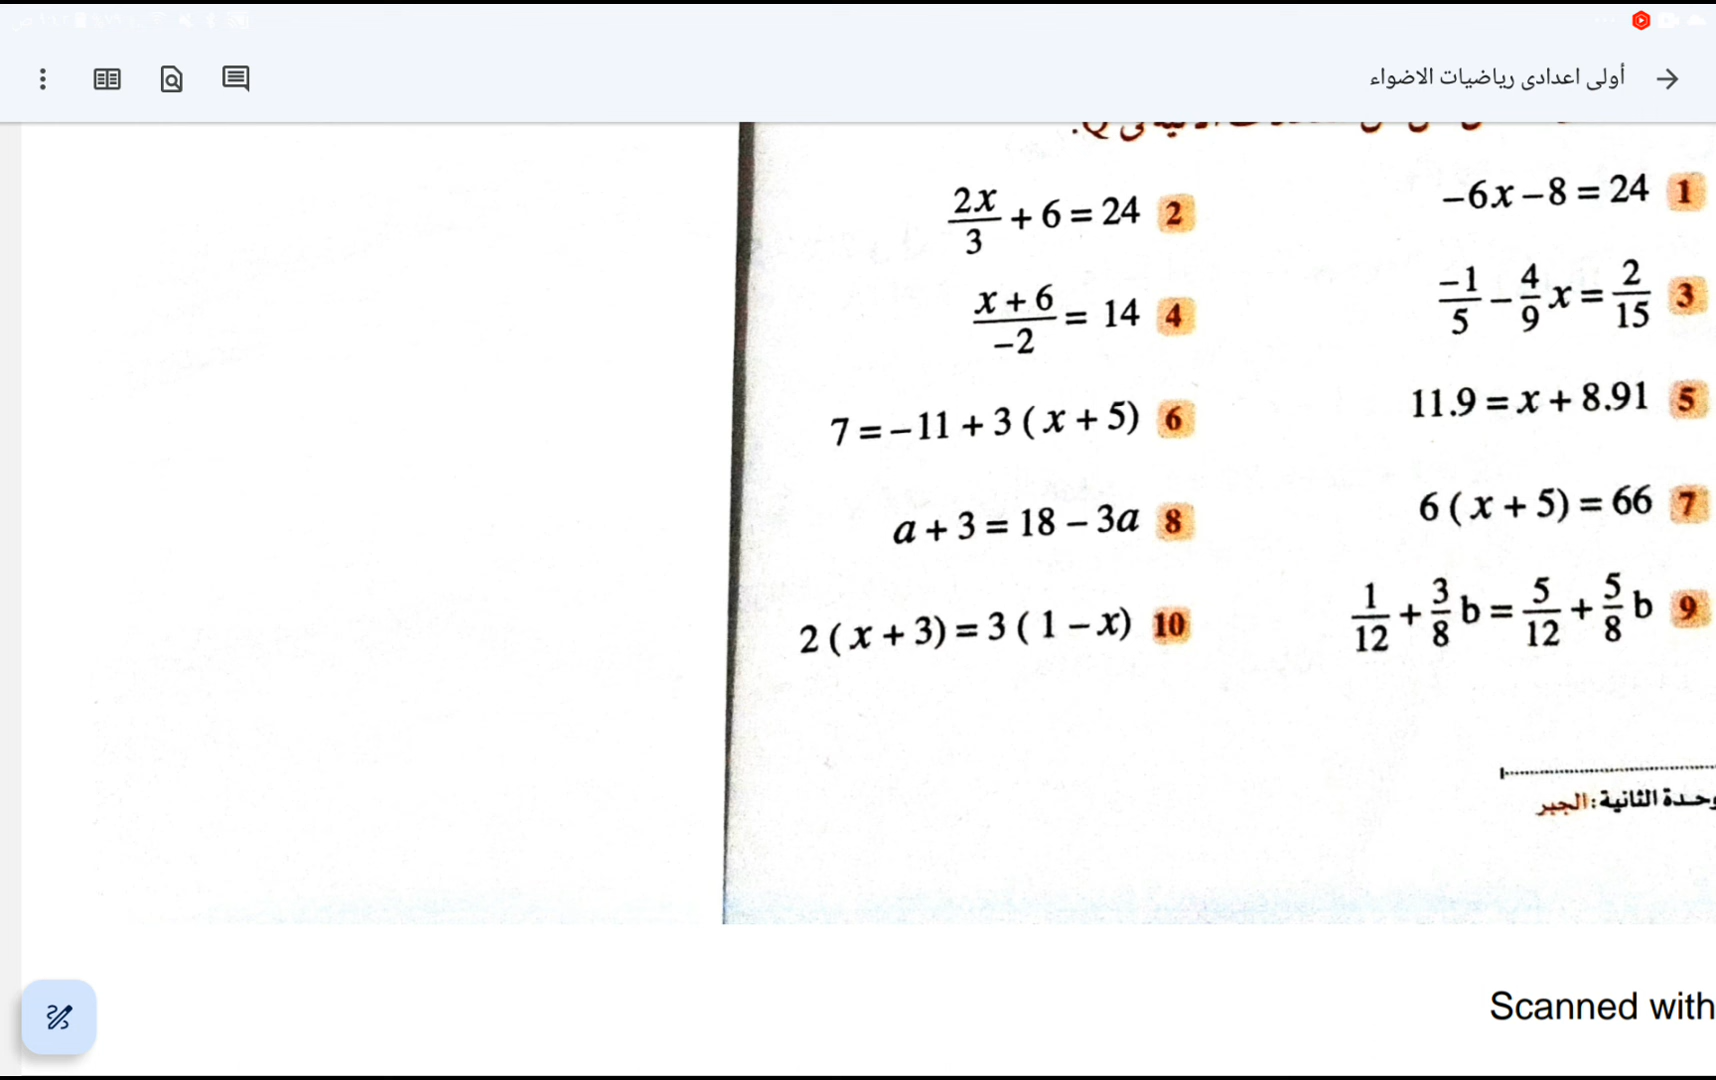 أولى اعدادى رياضيات الاضواء
1 -6x - 8 = 24
2 2x/3 + 6 = 24
3 -1/5 - 4/9 x = 2/15
4 x + 6/-2 = 14
5 11.9 = x + 8.91
6 7 = -11 + 3 ( x + 5)
7 6 ( x + 5) = 66
8 a + 3 = 18 - 3a
9 1/12 + 3/8 b = 5/12 + 5/8 b
10 2 ( x + 3) = 3 ( 1 - x)
الثانية : الجبر
Scanned with